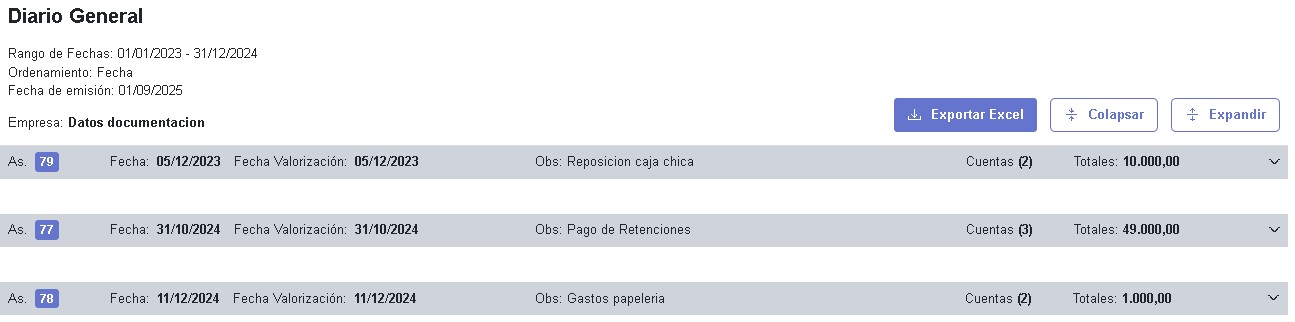 Diario General
Rango de Fechas: 01/01/2023 - 31/12/2024
Ordenamiento: Fecha
Fecha de emisión: 01/09/2025
Empresa: Datos documentacion
Exportar Excel Colapsar Expandir
As. 79 Fecha: 05/12/2023 Fecha Valorización: 05/12/2023 Obs: Reposicion caja chica Cuentas (2) Totales: 10.000,00
As. 77 Fecha: 31/10/2024 Fecha Valorización: 31/10/2024 Obs: Pago de Retenciones Cuentas (3) Totales: 49.000,00
As. 78 Fecha: 11/12/2024 Fecha Valorización: 11/12/2024 Obs: Gastos papeleria Cuentas (2) Totales: 1.000,00